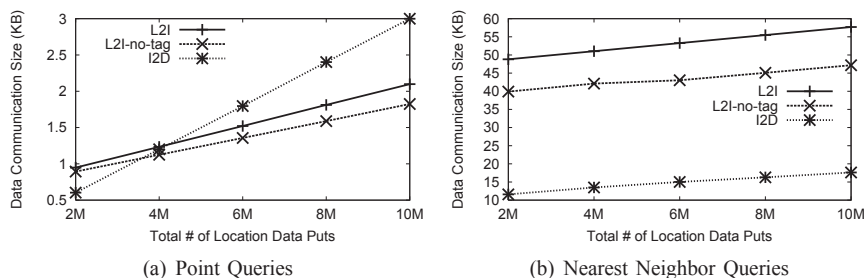 Data Communication Size (KB)
3
2.5
2
1.5
1
0.5
L2I
L2I-no-tag
I2D
2M 4M 6M 8M 10M
Total # of Location Data Puts
(a) Point Queries
Data Communication Size (KB)
60
55
50
45
40
35
30
25
20
15
10
L2I
L2I-no-tag
I2D
2M 4M 6M 8M 10M
Total # of Location Data Puts
(b) Nearest Neighbor Queries